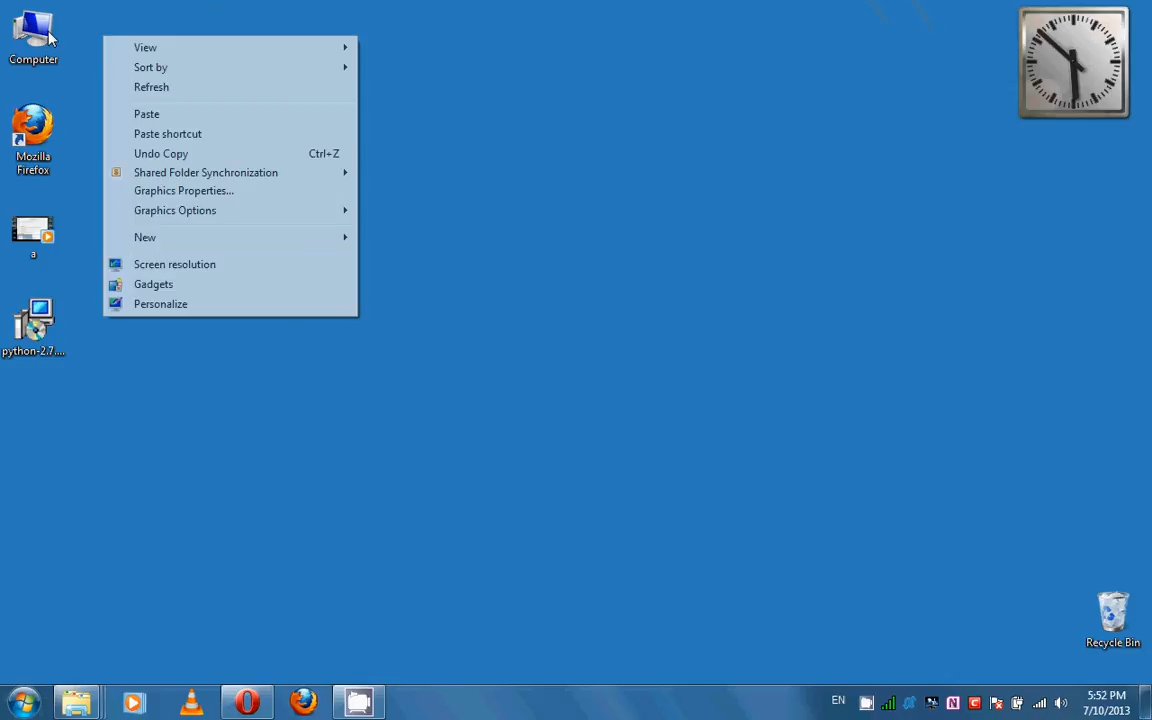 Computer
Mozilla
Firefox
a
python-2.7....
View
Sort by
Refresh
Paste
Paste shortcut
Undo Copy Ctrl+Z
Shared Folder Synchronization
Graphics Properties...
Graphics Options
New
Screen resolution
Gadgets
Personalize
Recycle Bin
EN
5:52 PM
7/10/2013